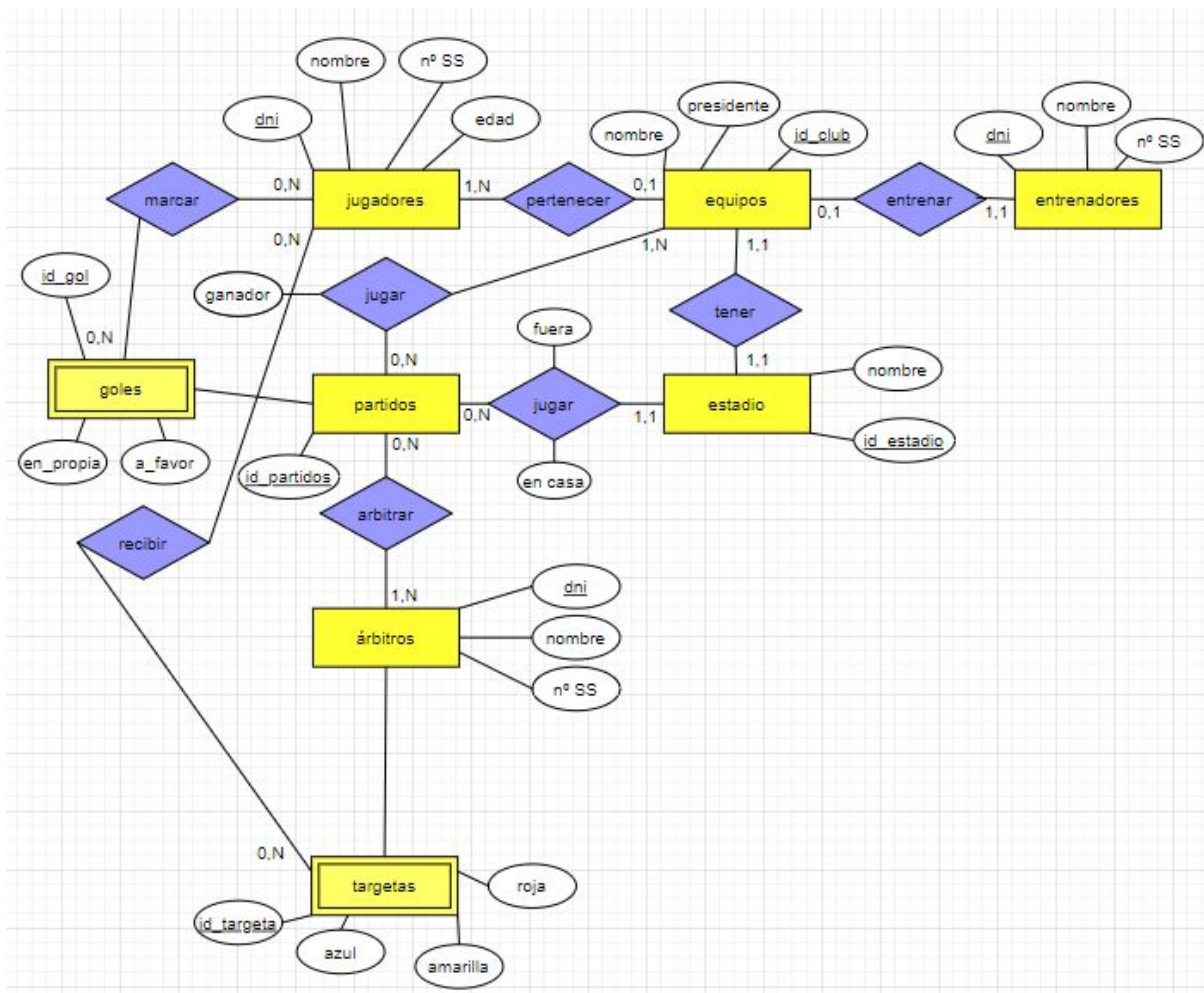 nombre
nº SS
dni
edad
presidente
nombre
id_club
nombre
dni
nº SS
marcar
0,N
jugadores
1,N
pertenecer
0,1
equipos
0,1
entrenar
1,1
entrenadores
0,N
1,N
1,1
id_gol
ganador
jugar
tener
0,N
fuera
0,N
1,1
nombre
goles
partidos
0,N
jugar
1,1
estadio
0,N
id_estadio
en_propia
a_favor
id_partidos
en casa
arbitrar
recibir
1,N
dni
árbitros
nombre
nº SS
0,N
targetas
roja
id_targeta
azul
amarilla